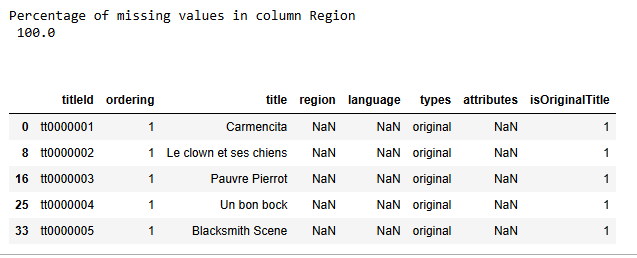 Percentage of missing values in column Region
100.0
titleId ordering title region language types attributes isOriginalTitle
0 tt0000001 1 Carmencita NaN NaN original NaN 1
8 tt0000002 1 Le clown et ses chiens NaN NaN original NaN 1
16 tt0000003 1 Pauvre Pierrot NaN NaN original NaN 1
25 tt0000004 1 Un bon bock NaN NaN original NaN 1
33 tt0000005 1 Blacksmith Scene NaN NaN original NaN 1